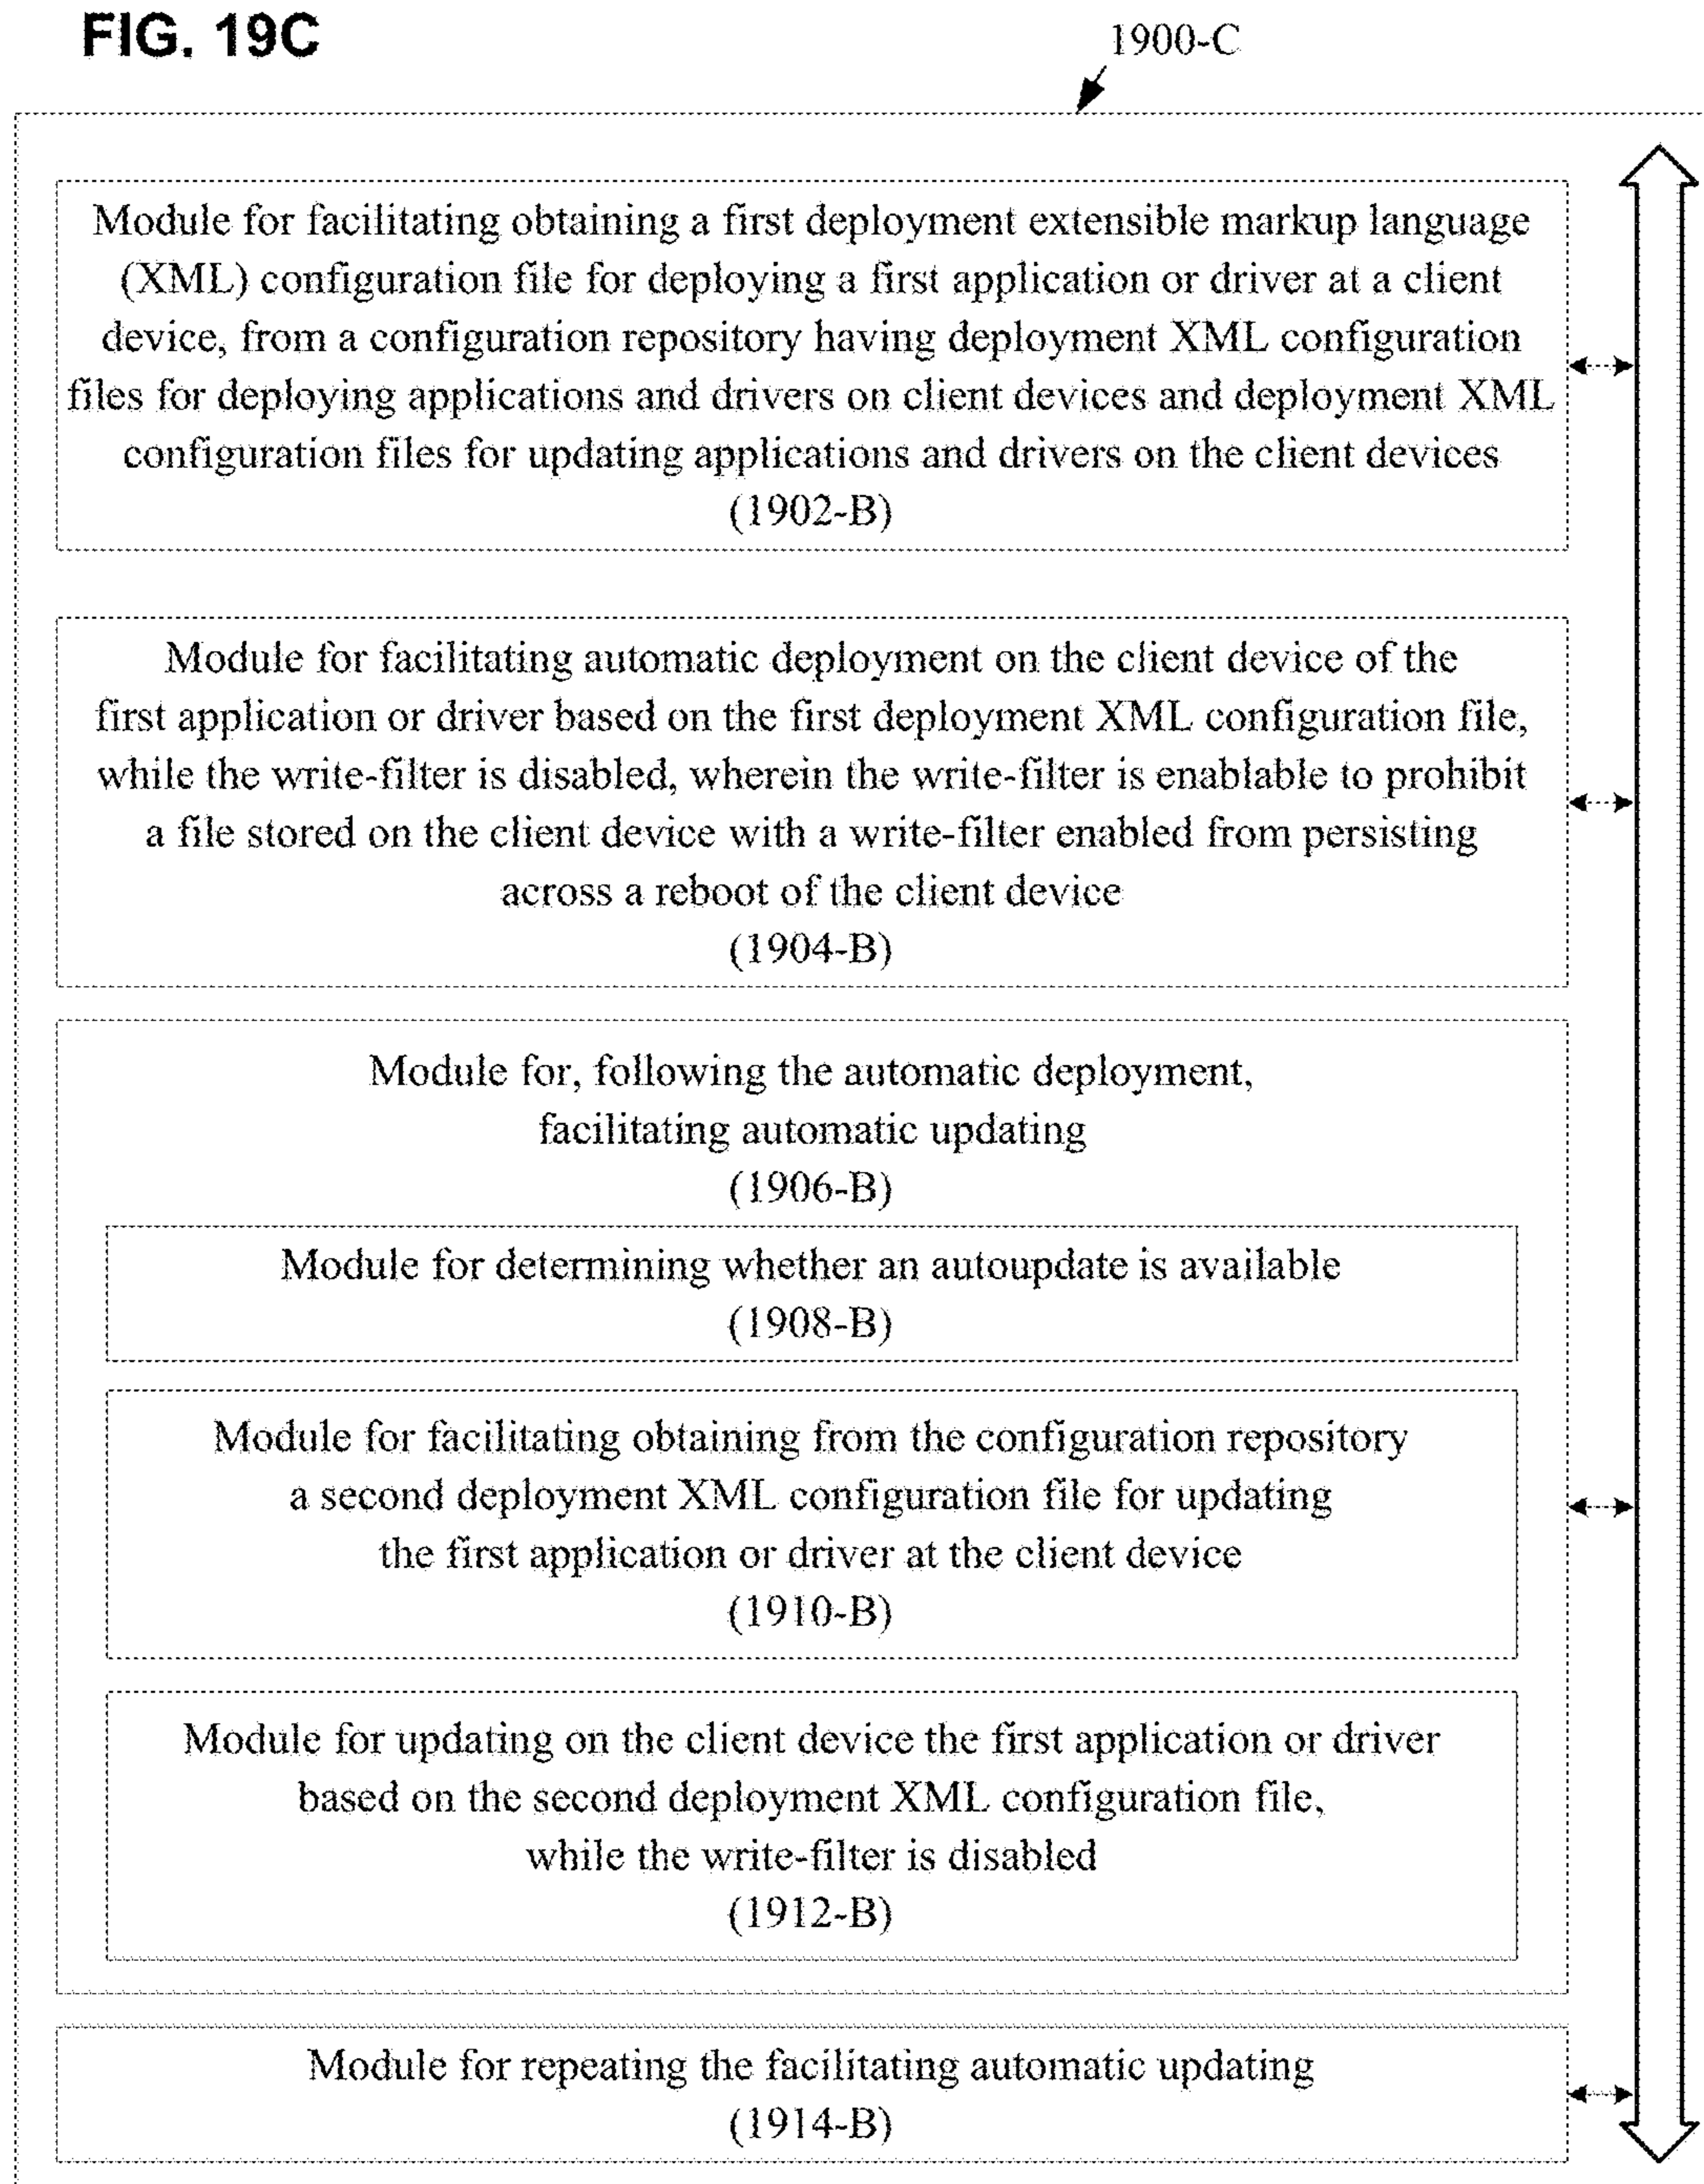 FIG. 19C
1900-C
Module for facilitating obtaining a first deployment extensible markup language
(XML) configuration file for deploying a first application or driver at a client
device, from a configuration repository having deployment XML configuration
files for deploying applications and drivers on client devices and deployment XML
configuration files for updating applications and drivers on the client devices
(1902-B)
Module for facilitating automatic deployment on the client device of the
first application or driver based on the first deployment XML configuration file,
while the write-filter is disabled, wherein the write-filter is enablable to prohibit
a file stored on the client device with a write-filter enabled from persisting
across a reboot of the client device
(1904-B)
Module for, following the automatic deployment,
facilitating automatic updating
(1906-B)
Module for determining whether an autoupdate is available
(1908-B)
Module for facilitating obtaining from the configuration repository
a second deployment XML configuration file for updating
the first application or driver at the client device
(1910-B)
Module for updating on the client device the first application or driver
based on the second deployment XML configuration file,
while the write-filter is disabled
(1912-B)
Module for repeating the facilitating automatic updating
(1914-B)